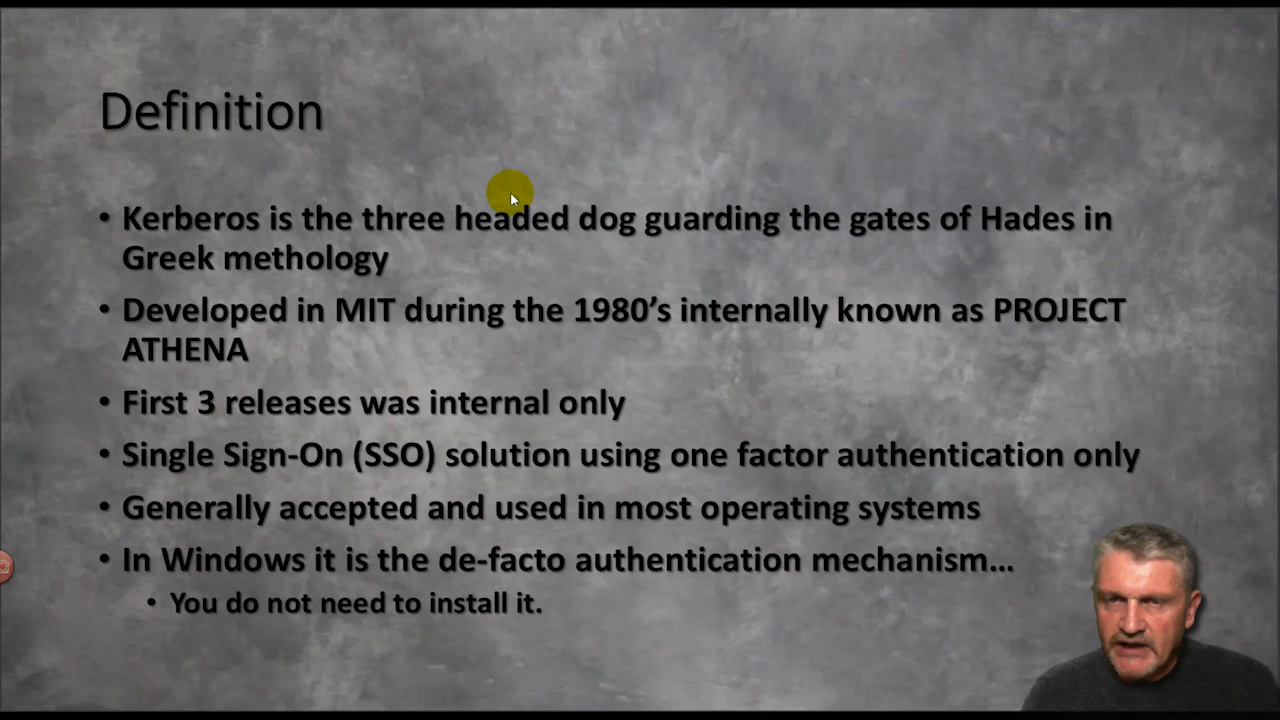 Definition
• Kerberos is the three headed dog guarding the gates of Hades in
Greek methology
• Developed in MIT during the 1980’s internally known as PROJECT
ATHENA
• First 3 releases was internal only
• Single Sign-On (SSO) solution using one factor authentication only
• Generally accepted and used in most operating systems
• In Windows it is the de-facto authentication mechanism…
• You do not need to install it.